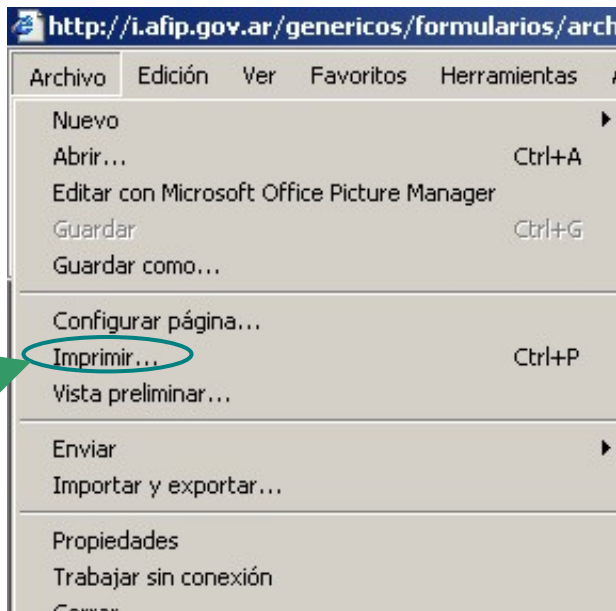 http://i.afip.gov.ar/genericos/formularios/arch
Archivo Edición Ver Favoritos Herramientas
Nuevo
Abrir... Ctrl+A
Editar con Microsoft Office Picture Manager
Guardar Ctrl+G
Guardar como...
Configurar página...
Imprimir... Ctrl+P
Vista preliminar...
Enviar
Importar y exportar...
Propiedades
Trabajar sin conexión